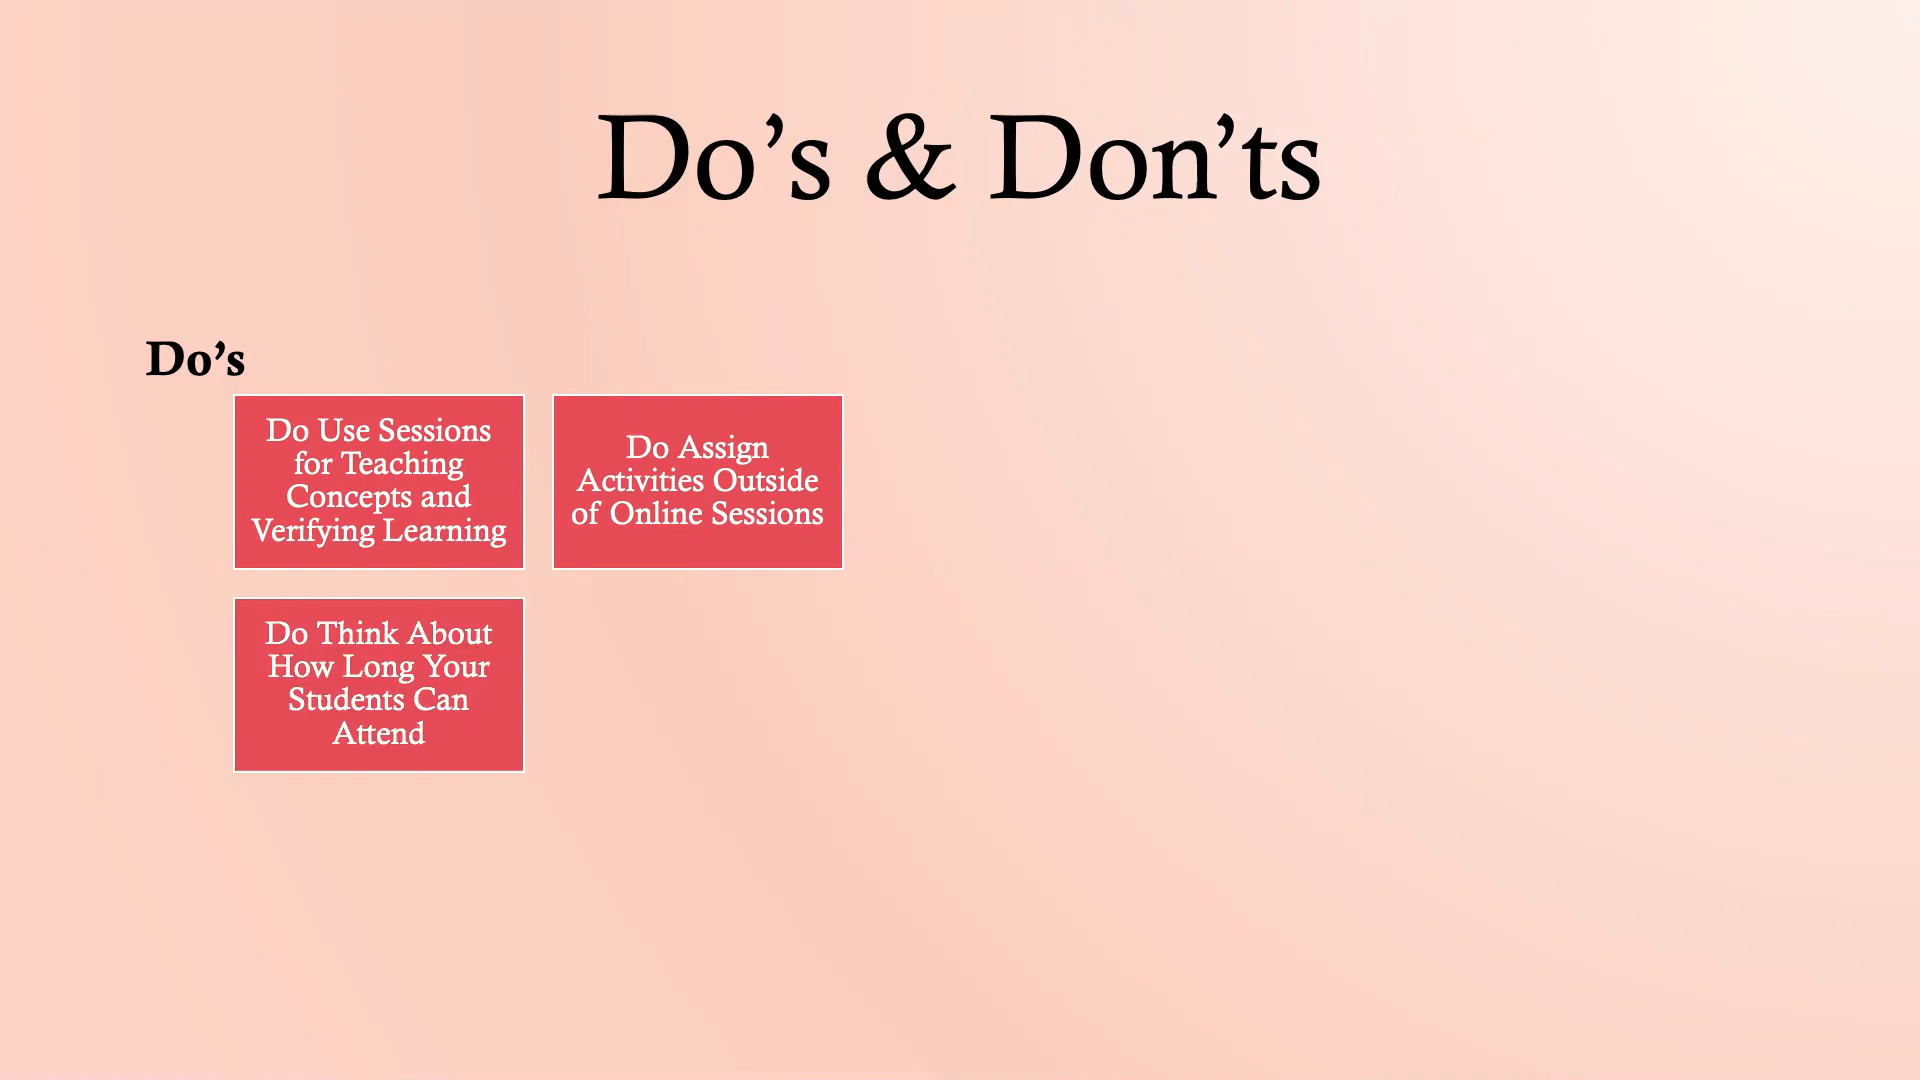 Do’s & Don’ts
Do’s
Do Use Sessions
for Teaching
Concepts and
Verifying Learning
Do Assign
Activities Outside
of Online Sessions
Do Think About
How Long Your
Students Can
Attend